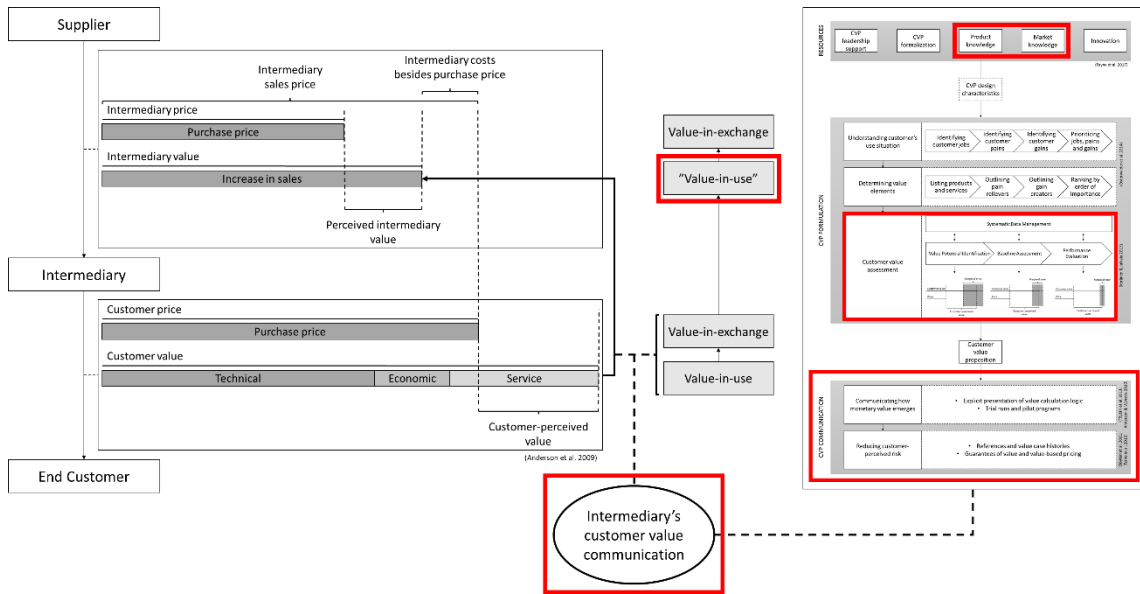 Supplier
Intermediary
sales price
Intermediary costs
besides purchase price
Intermediary price
Purchase price
Intermediary value
Increase in sales
Perceived intermediary
value
Intermediary
Customer price
Purchase price
Customer value
Technical
Economic
Service
Customer-perceived
value
(Anderson et al. 2009)
End Customer
Value-in-exchange
"Value-in-use"
Value-in-exchange
Value-in-use
Intermediary's
customer value
communication
RESOURCES
CVP
leadership
support
CVP
formalization
Product
knowledge
Market
knowledge
Innovation
CVP design
characteristics
CVP FORMULATION
Understanding customer's
use situation
Identifying
customer jobs
Identifying
customer
pains
Identifying
customer
gains
Prioritizing
jobs, pains
and gains
Determining value
elements
Listing products
and services
Outlining
pain
relievers
Outlining
gain
creators
Ranking by
order of
importance
Customer value
assessment
Systematic Data Management
Value Potential Identification
Baseline Assessment
Performance
Evaluation
Customer
value
proposition
CVP COMMUNICATION
Communicating how
monetary value emerges
• Explicit presentation of value calculation logic
• Trial runs and pilot programs
Reducing customer-
perceived risk
• References and value case histories
• Guarantees of value and value-based pricing